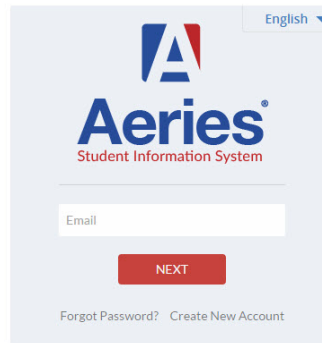 English
A
Aeries®
Student Information System
Email
NEXT
Forgot Password? Create New Account